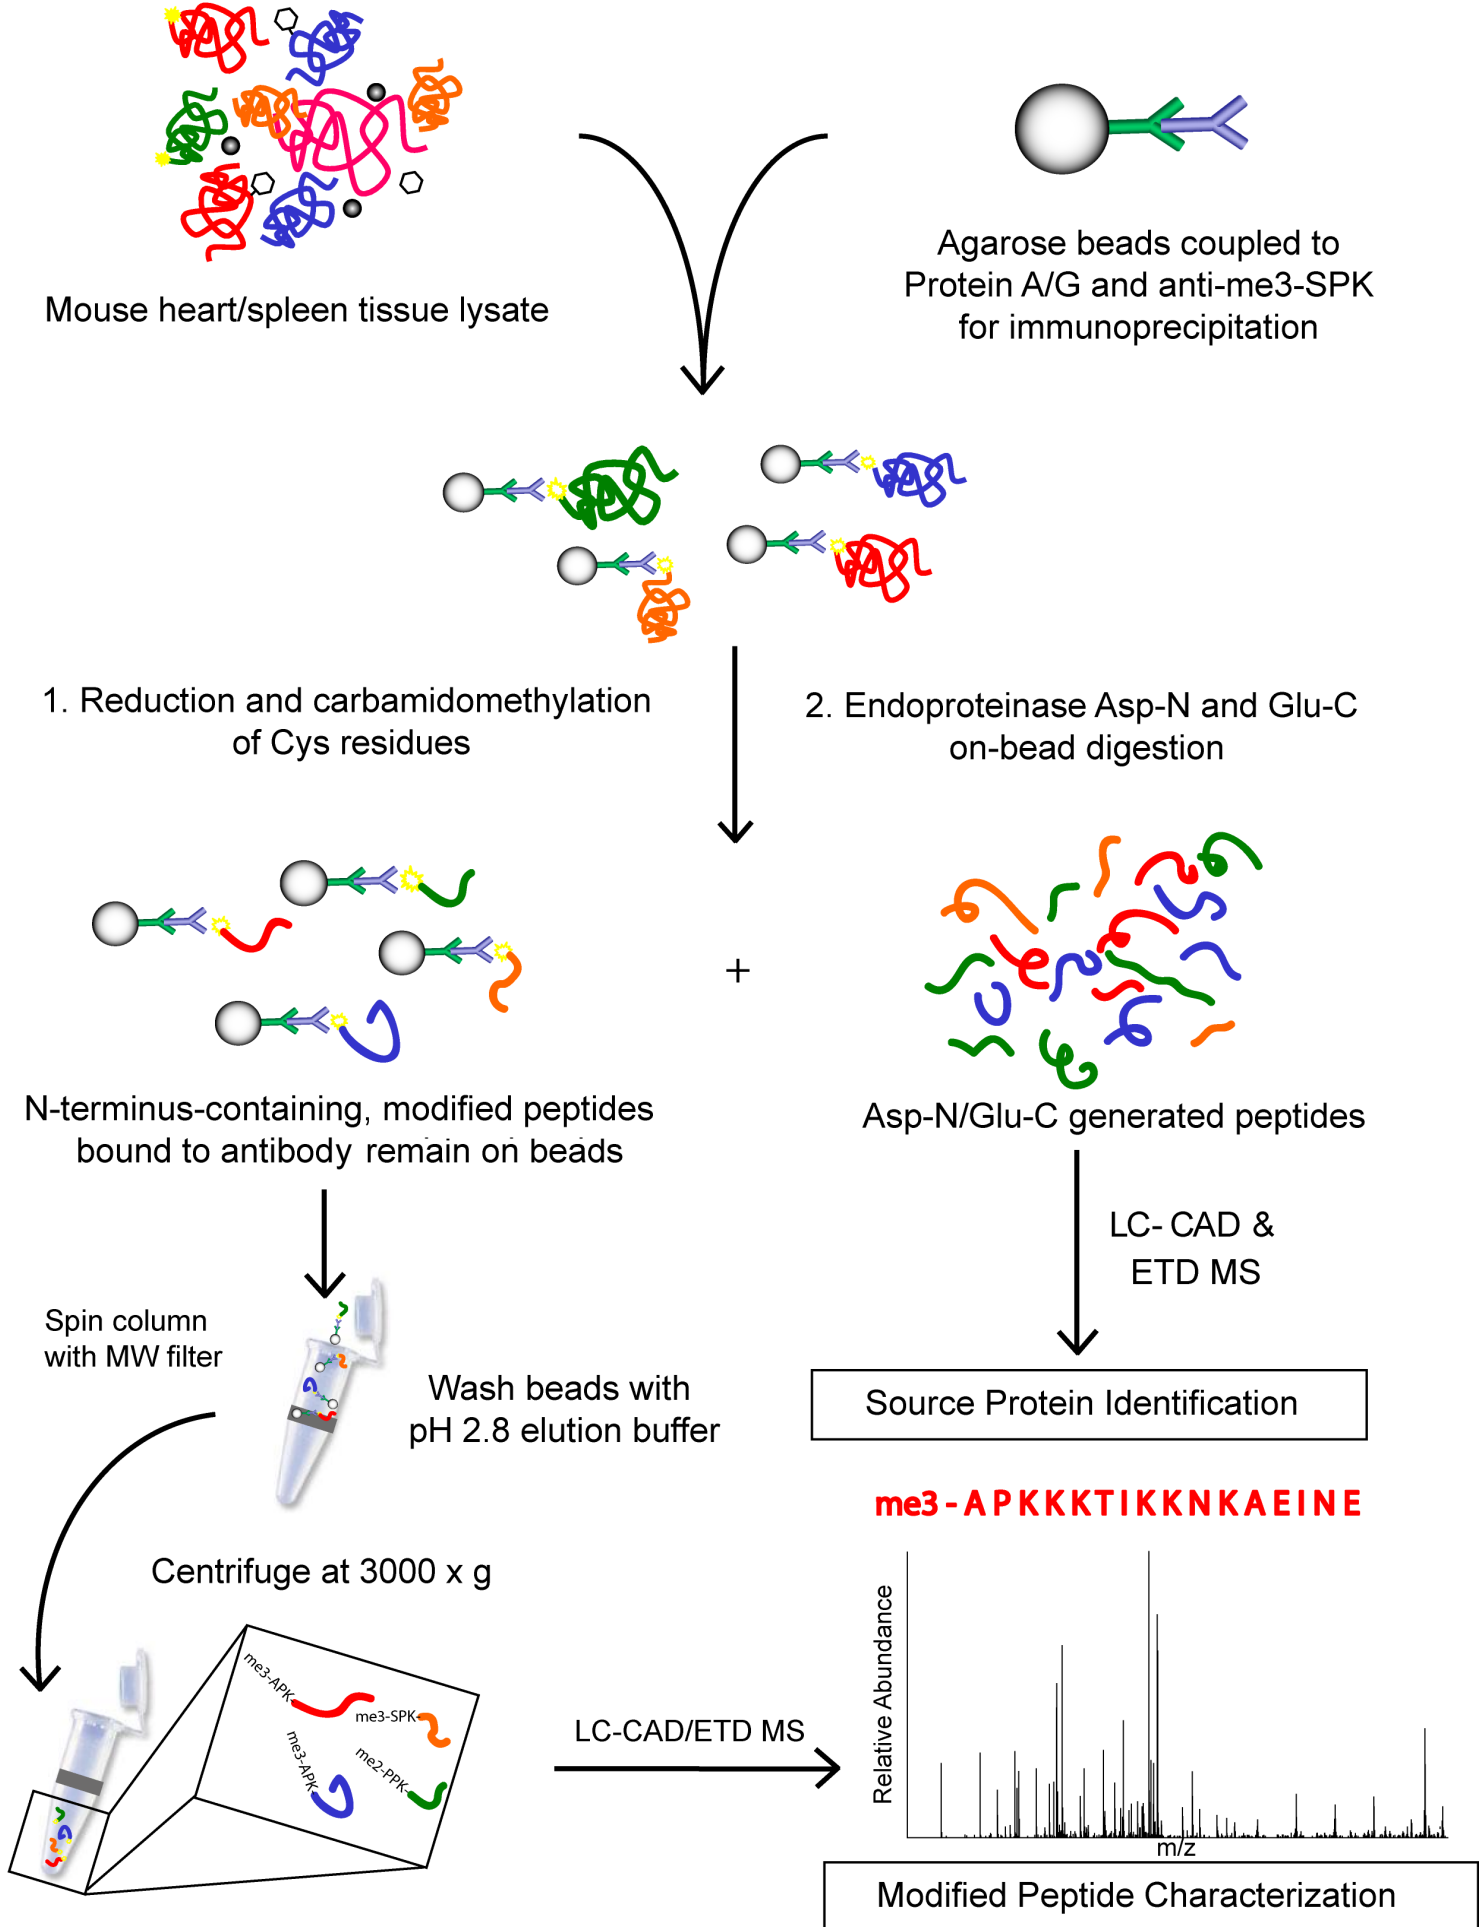 Mouse heart/spleen tissue lysate
Agarose beads coupled to
Protein A/G and anti-me3-SPK
for immunoprecipitation
1. Reduction and carbamidomethylation
of Cys residues
2. Endoproteinase Asp-N and Glu-C
on-bead digestion
+
N-terminus-containing, modified peptides
bound to antibody remain on beads
Asp-N/Glu-C generated peptides
LC- CAD &
ETD MS
Spin column
with MW filter
Wash beads with
pH 2.8 elution buffer
Source Protein Identification
me3-APKKKTIKKNKAEINE
Centrifuge at 3000 x g
me3-APK-
me3-SPK-
me3-APK-
me2-PPK-
LC-CAD/ETD MS
Relative Abundance
m/z
Modified Peptide Characterization